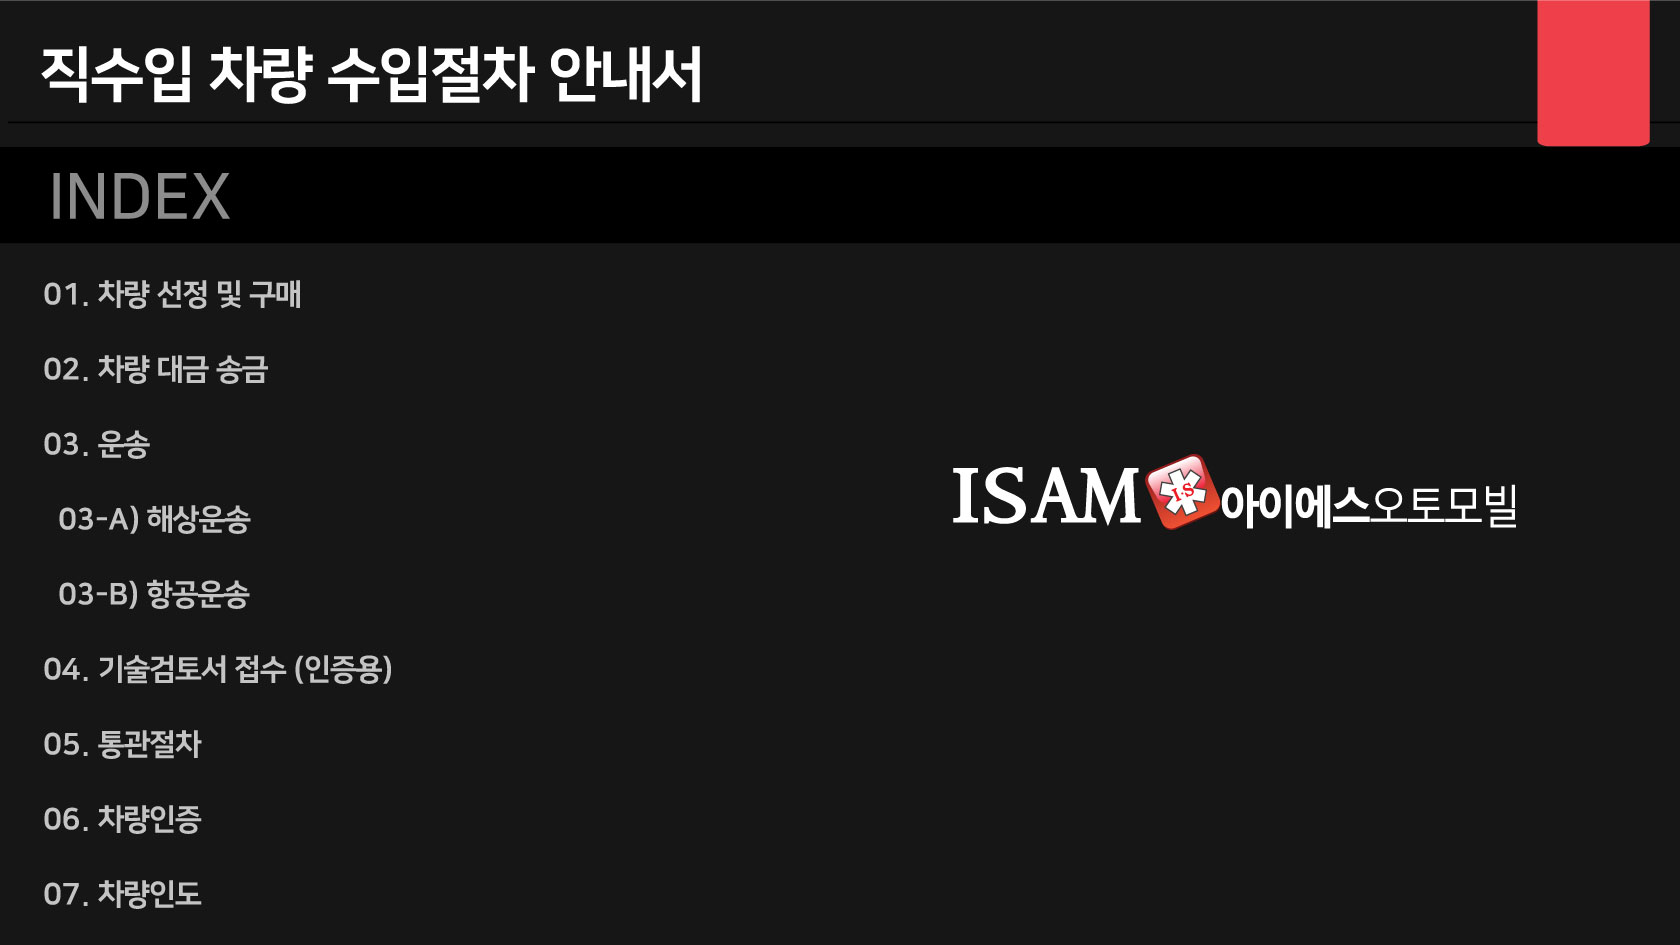 직수입 차량 수입절차 안내서
INDEX
01. 차량 선정 및 구매
02. 차량 대금 송금
03. 운송
03-A) 해상운송
03-B) 항공운송
04. 기술검토서 접수 (인증용)
05. 통관절차
06. 차량인증
07. 차량인도
ISAM I·S 아이에스오토모빌